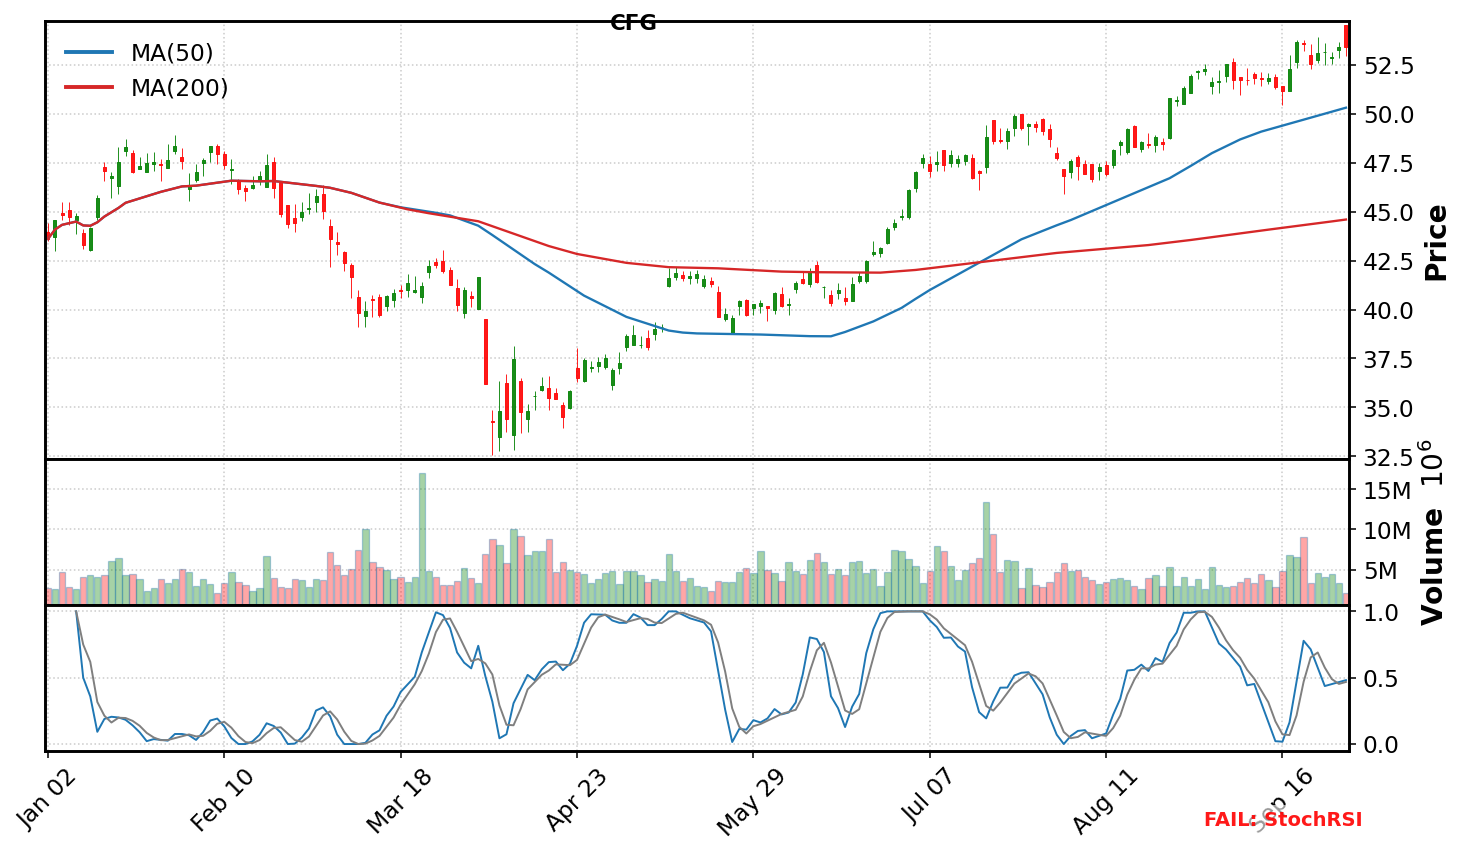 CFG
MA(50)
MA(200)
52.5
50.0
47.5
45.0
42.5
40.0
37.5
35.0
32.5
Price
15M
10M
5M
Volume 10^6
1.0
0.5
0.0
Jan 02
Feb 10
Mar 18
Apr 23
May 29
Jul 07
Aug 11
Sep 16
FAIL: StochRSI